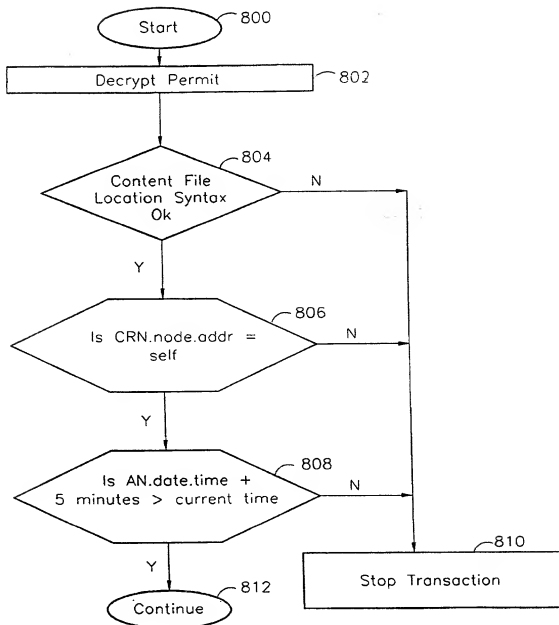 Start
800
Decrypt Permit
802
804
Content File
Location Syntax
Ok
N
Y
806
Is CRN.node.addr =
self
N
Y
808
Is AN.date.time +
5 minutes > current time
N
Y
810
Stop Transaction
812
Continue